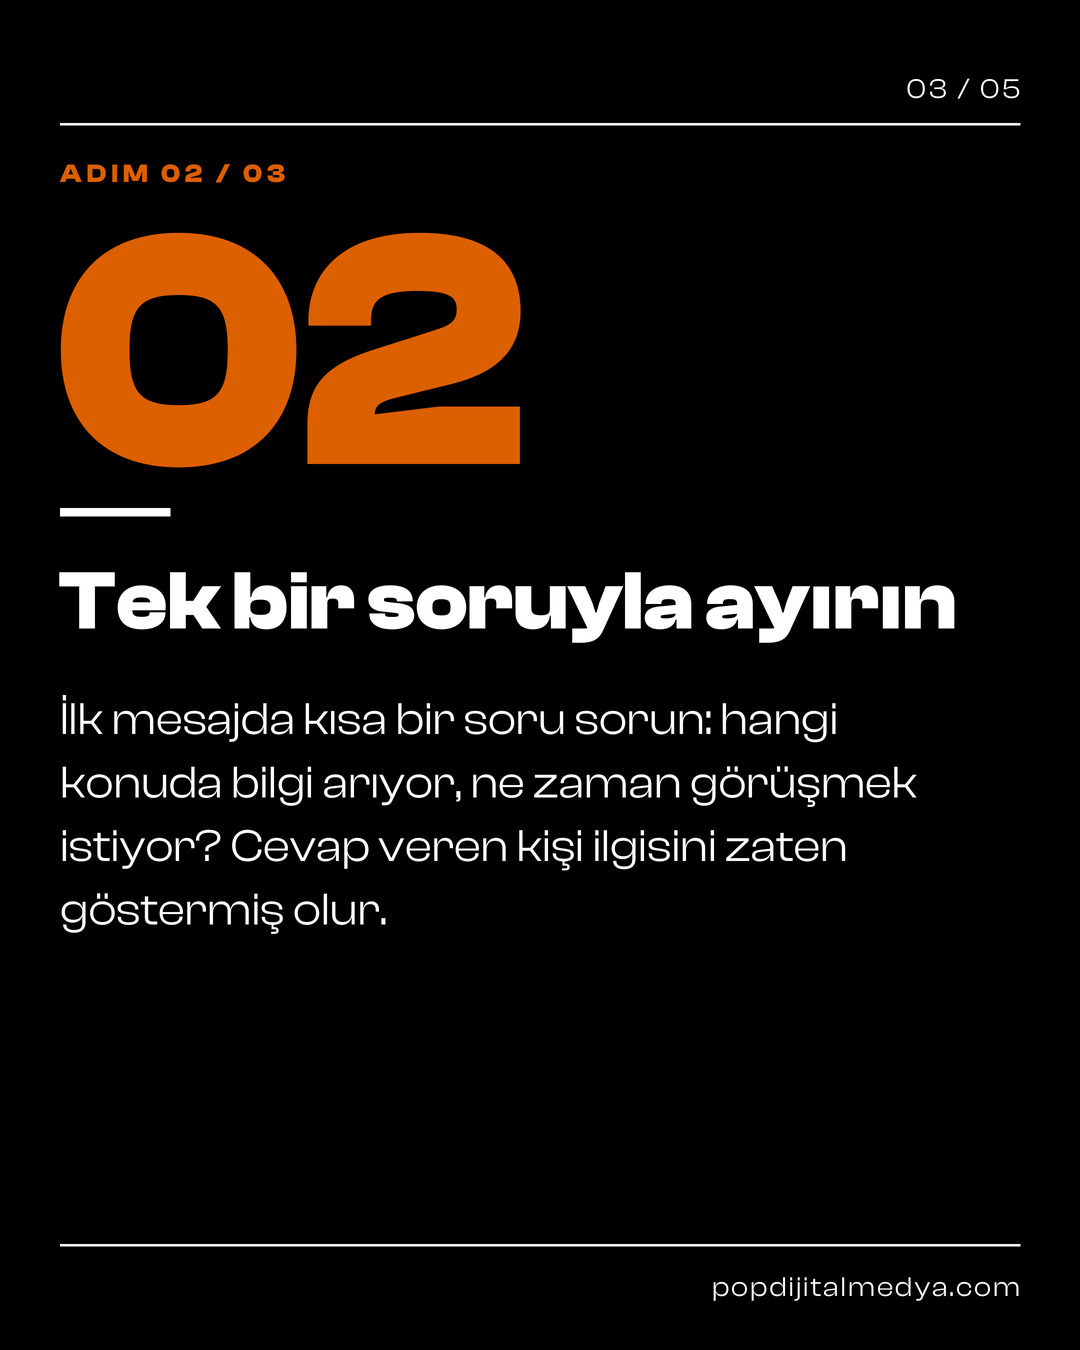 03 / 05
ADIM 02 / 03
02
Tek bir soruyla ayırın
İlk mesajda kısa bir soru sorun: hangi
konuda bilgi arıyor, ne zaman görüşmek
istiyor? Cevap veren kişi ilgisini zaten
göstermiş olur.
popdijitalmedya.com